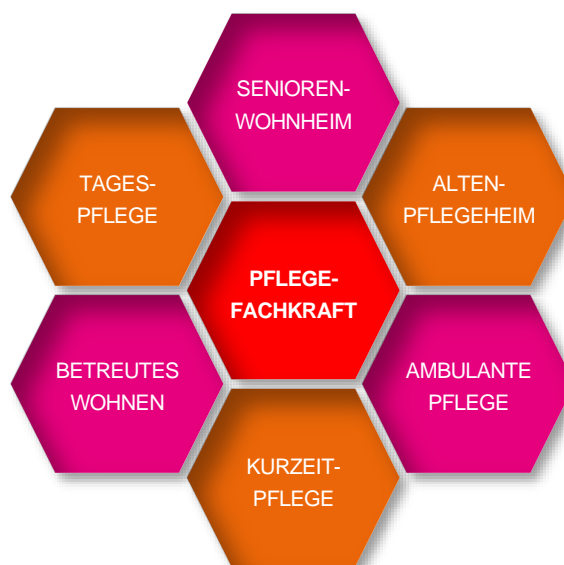 SENIOREN-
WOHNHEIM
TAGES-
PFLEGE
ALTEN-
PFLEGEHEIM
PFLEGE-
FACHKRAFT
BETREUTES
WOHNEN
AMBULANTE
PFLEGE
KURZEIT-
PFLEGE